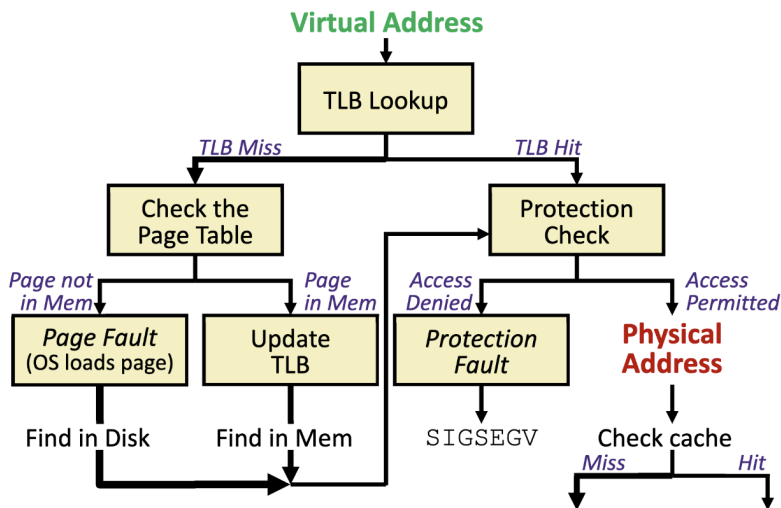 Virtual Address
TLB Lookup
TLB Miss
TLB Hit
Check the
Page Table
Protection
Check
Page not
in Mem
Page
in Mem
Access
Denied
Access
Permitted
Page Fault
(OS loads page)
Update
TLB
Protection
Fault
Physical
Address
Find in Disk
Find in Mem
SIGSEGV
Check cache
Miss
Hit